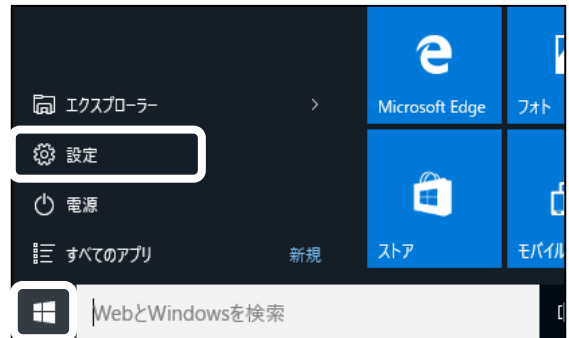 エクスプローラー
Microsoft Edge フォト
設定
電源
すべてのアプリ 新規
ストア モバイル
WebとWindowsを検索